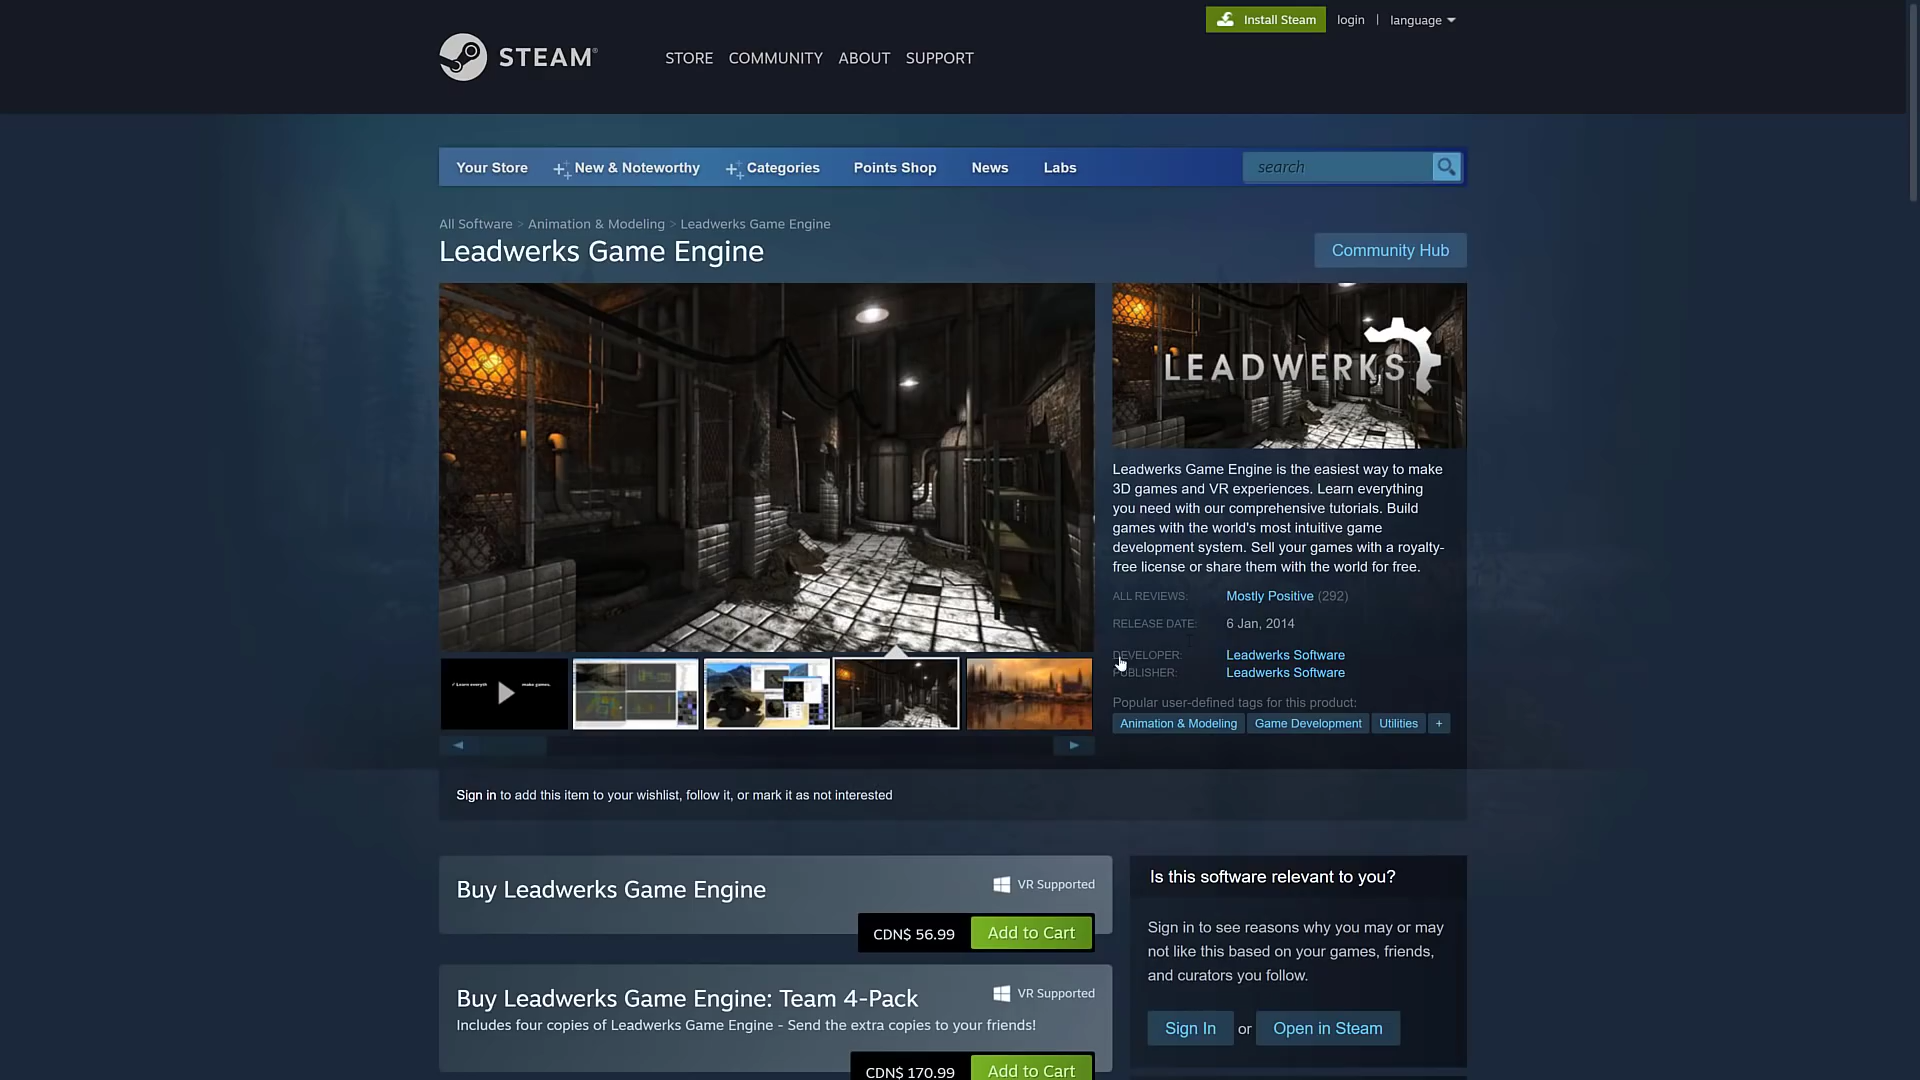 Install Steam login | language
STEAM®
STORE COMMUNITY ABOUT SUPPORT
Your Store New & Noteworthy Categories Points Shop News Labs search
All Software > Animation & Modeling > Leadwerks Game Engine
Leadwerks Game Engine
Community Hub
LEADWERKS
Leadwerks Game Engine is the easiest way to make
3D games and VR experiences. Learn everything
you need with our comprehensive tutorials. Build
games with the world's most intuitive game
development system. Sell your games with a royalty-
free license or share them with the world for free.
ALL REVIEWS: Mostly Positive (292)
RELEASE DATE: 6 Jan, 2014
DEVELOPER: Leadwerks Software
PUBLISHER: Leadwerks Software
Popular user-defined tags for this product:
Animation & Modeling Game Development Utilities +
Sign in to add this item to your wishlist, follow it, or mark it as not interested
Buy Leadwerks Game Engine
VR Supported
CDN$ 56.99 Add to Cart
Buy Leadwerks Game Engine: Team 4-Pack
VR Supported
Includes four copies of Leadwerks Game Engine - Send the extra copies to your friends!
CDN$ 170.99 Add to Cart
Is this software relevant to you?
Sign in to see reasons why you may or may
not like this based on your games, friends,
and curators you follow.
Sign In or Open in Steam